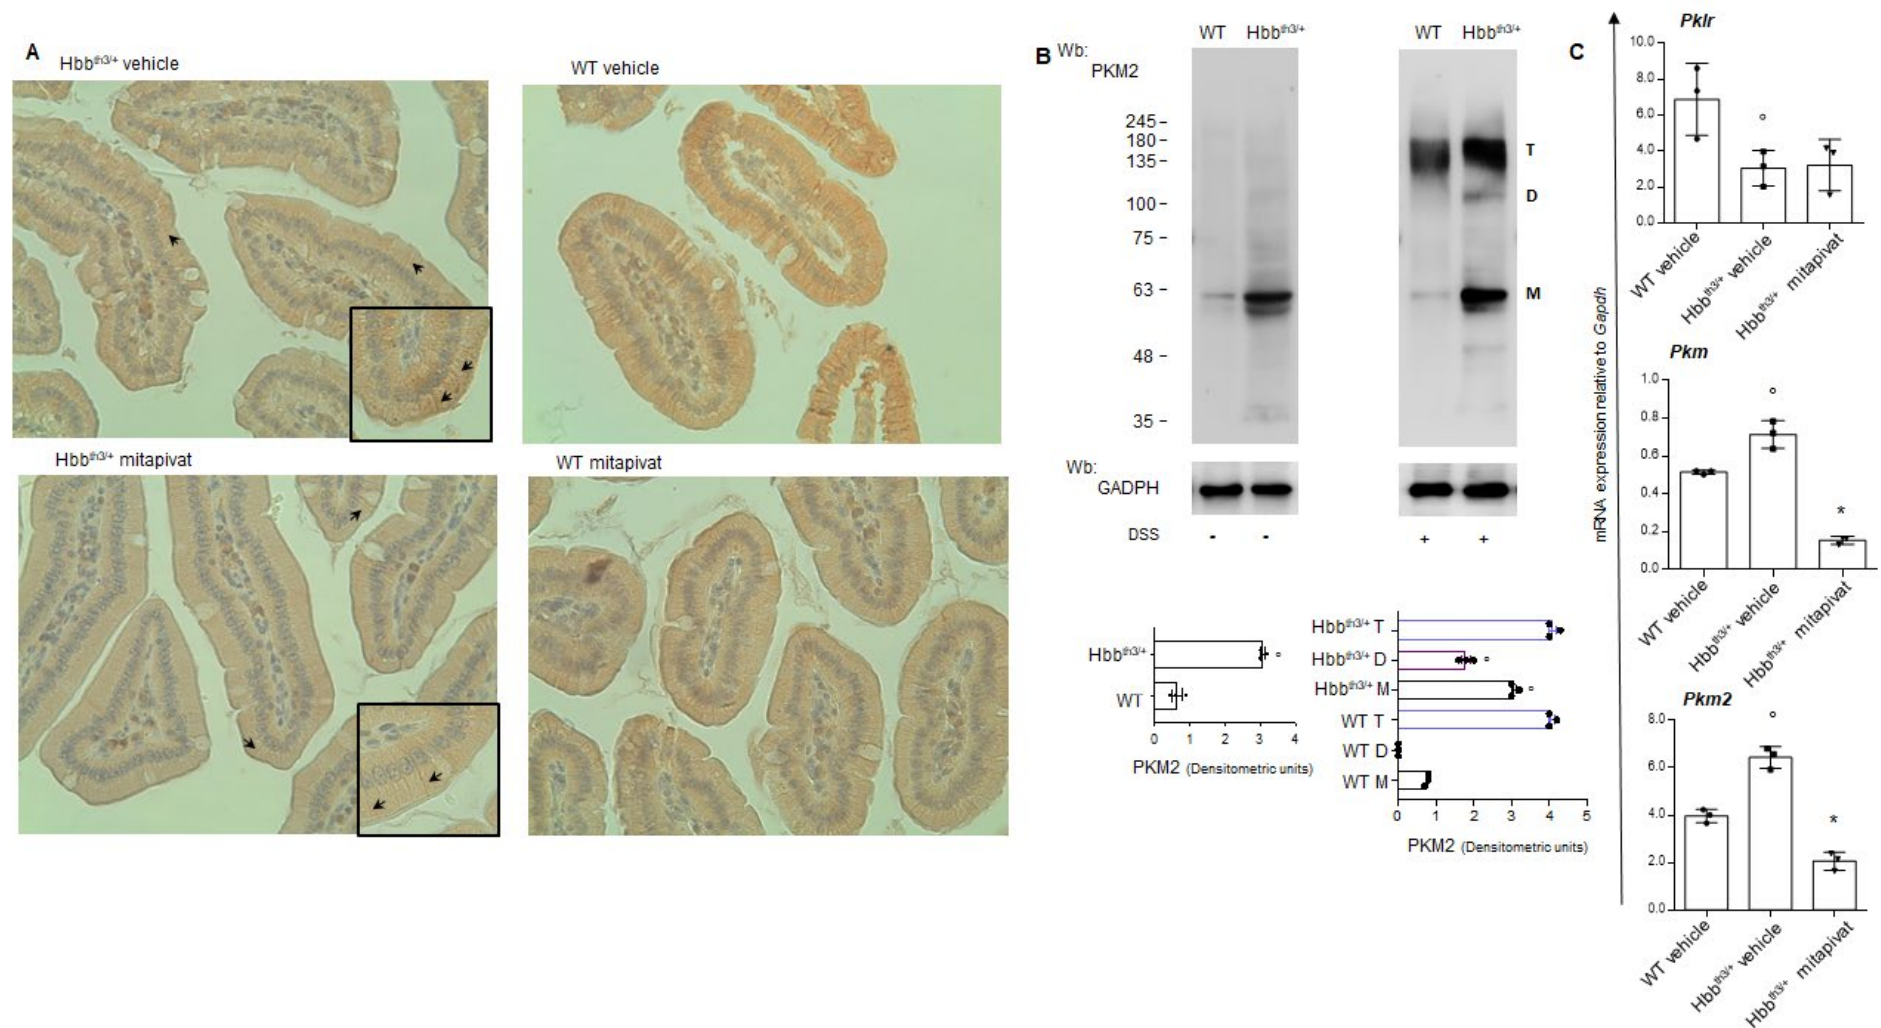 A
Hbbth3/+ vehicle
WT vehicle
Hbbth3/+ mitapivat
WT mitapivat
B
Wb:
PKM2
WT Hbbth3/+
WT Hbbth3/+
245
180
135
100
75
63
48
35
T
D
M
Wb:
GADPH
DSS - - + +
Hbbth3/+
WT
0 1 2 3 4
PKM2 (Densitometric units)
Hbbth3/+ T
Hbbth3/+ D
Hbbth3/+ M
WT T
WT D
WT M
0 1 2 3 4 5
PKM2 (Densitometric units)
C
mRNA expression relative to Gapdh
Pklr
10.0
8.0
6.0
4.0
2.0
0.0
°
WT vehicle
Hbbth3/+ vehicle
Hbbth3/+ mitapivat
Pkm
1.0
0.8
0.6
0.4
0.2
0.0
°
*
WT vehicle
Hbbth3/+ vehicle
Hbbth3/+ mitapivat
Pkm2
8.0
6.0
4.0
2.0
0.0
°
*
WT vehicle
Hbbth3/+ vehicle
Hbbth3/+ mitapivat